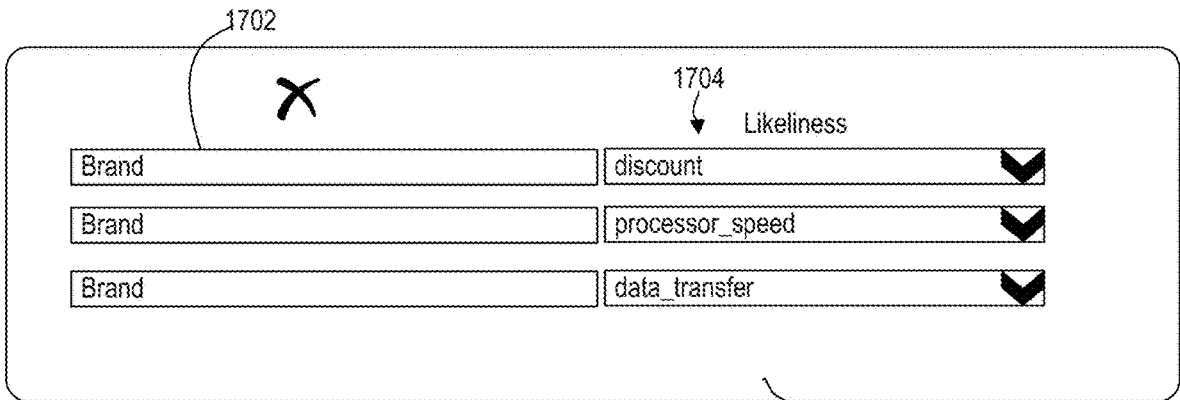 1702
1704
Likeliness
Brand discount
Brand processor_speed
Brand data_transfer